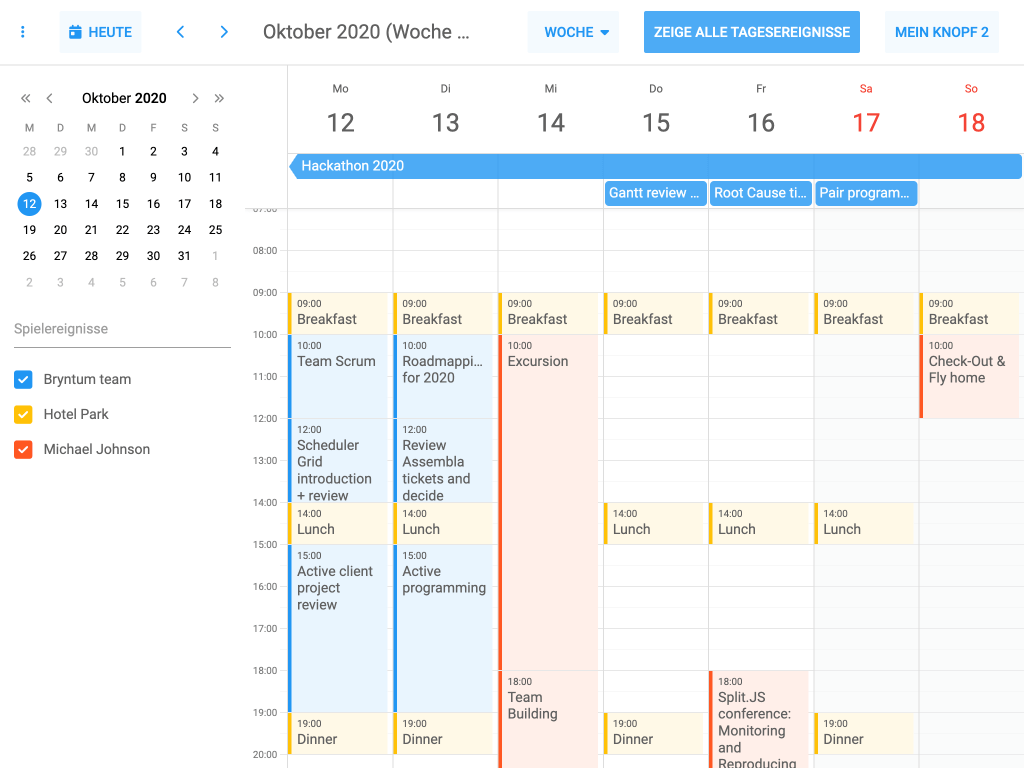 HEUTE
Oktober 2020 (Woche ...
WOCHE
ZEIGE ALLE TAGESEREIGNISSE
MEIN KNOPF 2
Oktober 2020
M D M D F S S
28 29 30 1 2 3 4
5 6 7 8 9 10 11
12 13 14 15 16 17 18
19 20 21 22 23 24 25
26 27 28 29 30 31 1
2 3 4 5 6 7 8
Spielereignisse
Bryntum team
Hotel Park
Michael Johnson
Mo Di Mi Do Fr Sa So
12 13 14 15 16 17 18
Hackathon 2020
Gantt review ... Root Cause ti... Pair program...
07:00
08:00
09:00
10:00
11:00
12:00
13:00
14:00
15:00
16:00
17:00
18:00
19:00
20:00
09:00
Breakfast
10:00
Team Scrum
12:00
Scheduler
Grid
introduction
+ review
14:00
Lunch
15:00
Active client
project
review
19:00
Dinner
09:00
Breakfast
10:00
Roadmappi...
for 2020
12:00
Review
Assembla
tickets and
decide
14:00
Lunch
15:00
Active
programming
19:00
Dinner
09:00
Breakfast
10:00
Excursion
18:00
Team
Building
09:00
Breakfast
14:00
Lunch
19:00
Dinner
09:00
Breakfast
14:00
Lunch
18:00
Split.JS
conference:
Monitoring
and
Reproducing
09:00
Breakfast
14:00
Lunch
19:00
Dinner
09:00
Breakfast
10:00
Check-Out &
Fly home